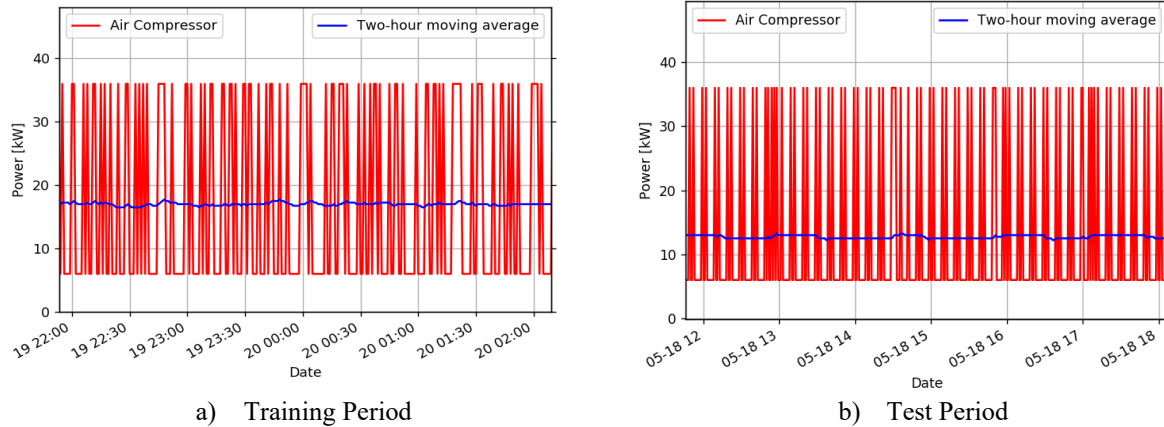 Air Compressor
Two-hour moving average
Power [kW]
40
30
20
10
0
19 22:00
19 22:30
19 23:00
19 23:30
20 00:00
20 00:30
20 01:00
20 01:30
20 02:00
Date
a) Training Period
Air Compressor
Two-hour moving average
Power [kW]
40
30
20
10
0
05-18 12
05-18 13
05-18 14
05-18 15
05-18 16
05-18 17
05-18 18
Date
b) Test Period